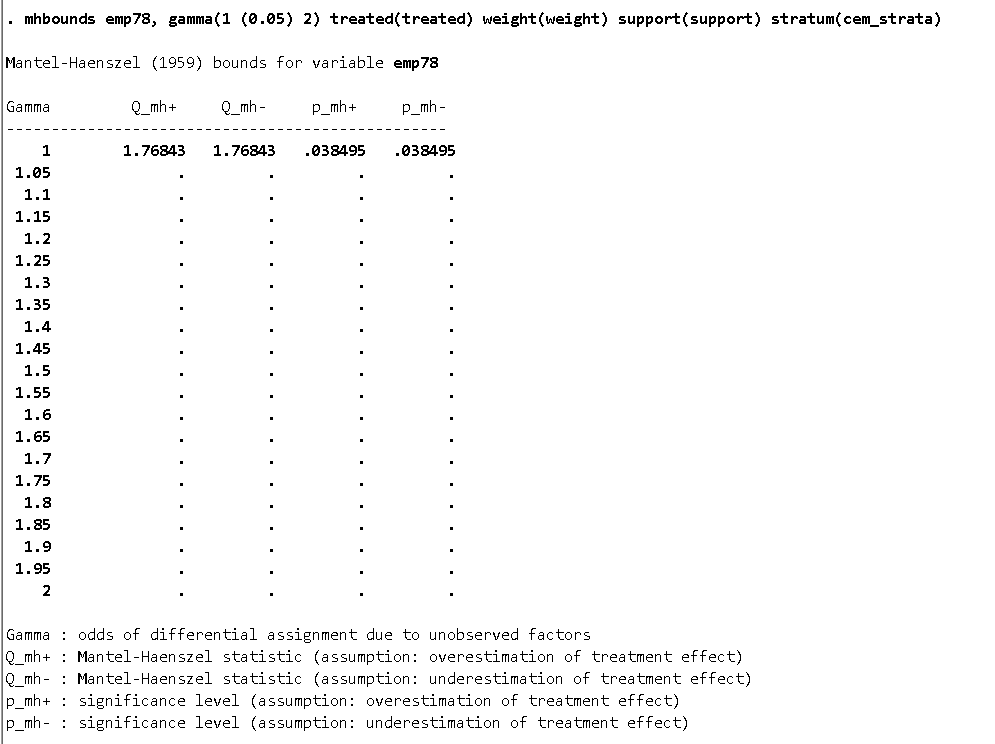 . mhbounds emp78, gamma(1 (0.05) 2) treated(treated) weight(weight) support(support) stratum(cem_strata)
Mantel-Haenszel (1959) bounds for variable emp78
Gamma Q_mh+ Q_mh- p_mh+ p_mh-
-------------------------------------------------
1 1.76843 1.76843 .038495 .038495
1.05 . . . .
1.1 . . . .
1.15 . . . .
1.2 . . . .
1.25 . . . .
1.3 . . . .
1.35 . . . .
1.4 . . . .
1.45 . . . .
1.5 . . . .
1.55 . . . .
1.6 . . . .
1.65 . . . .
1.7 . . . .
1.75 . . . .
1.8 . . . .
1.85 . . . .
1.9 . . . .
1.95 . . . .
2 . . . .
Gamma : odds of differential assignment due to unobserved factors
Q_mh+ : Mantel-Haenszel statistic (assumption: overestimation of treatment effect)
Q_mh- : Mantel-Haenszel statistic (assumption: underestimation of treatment effect)
p_mh+ : significance level (assumption: overestimation of treatment effect)
p_mh- : significance level (assumption: underestimation of treatment effect)